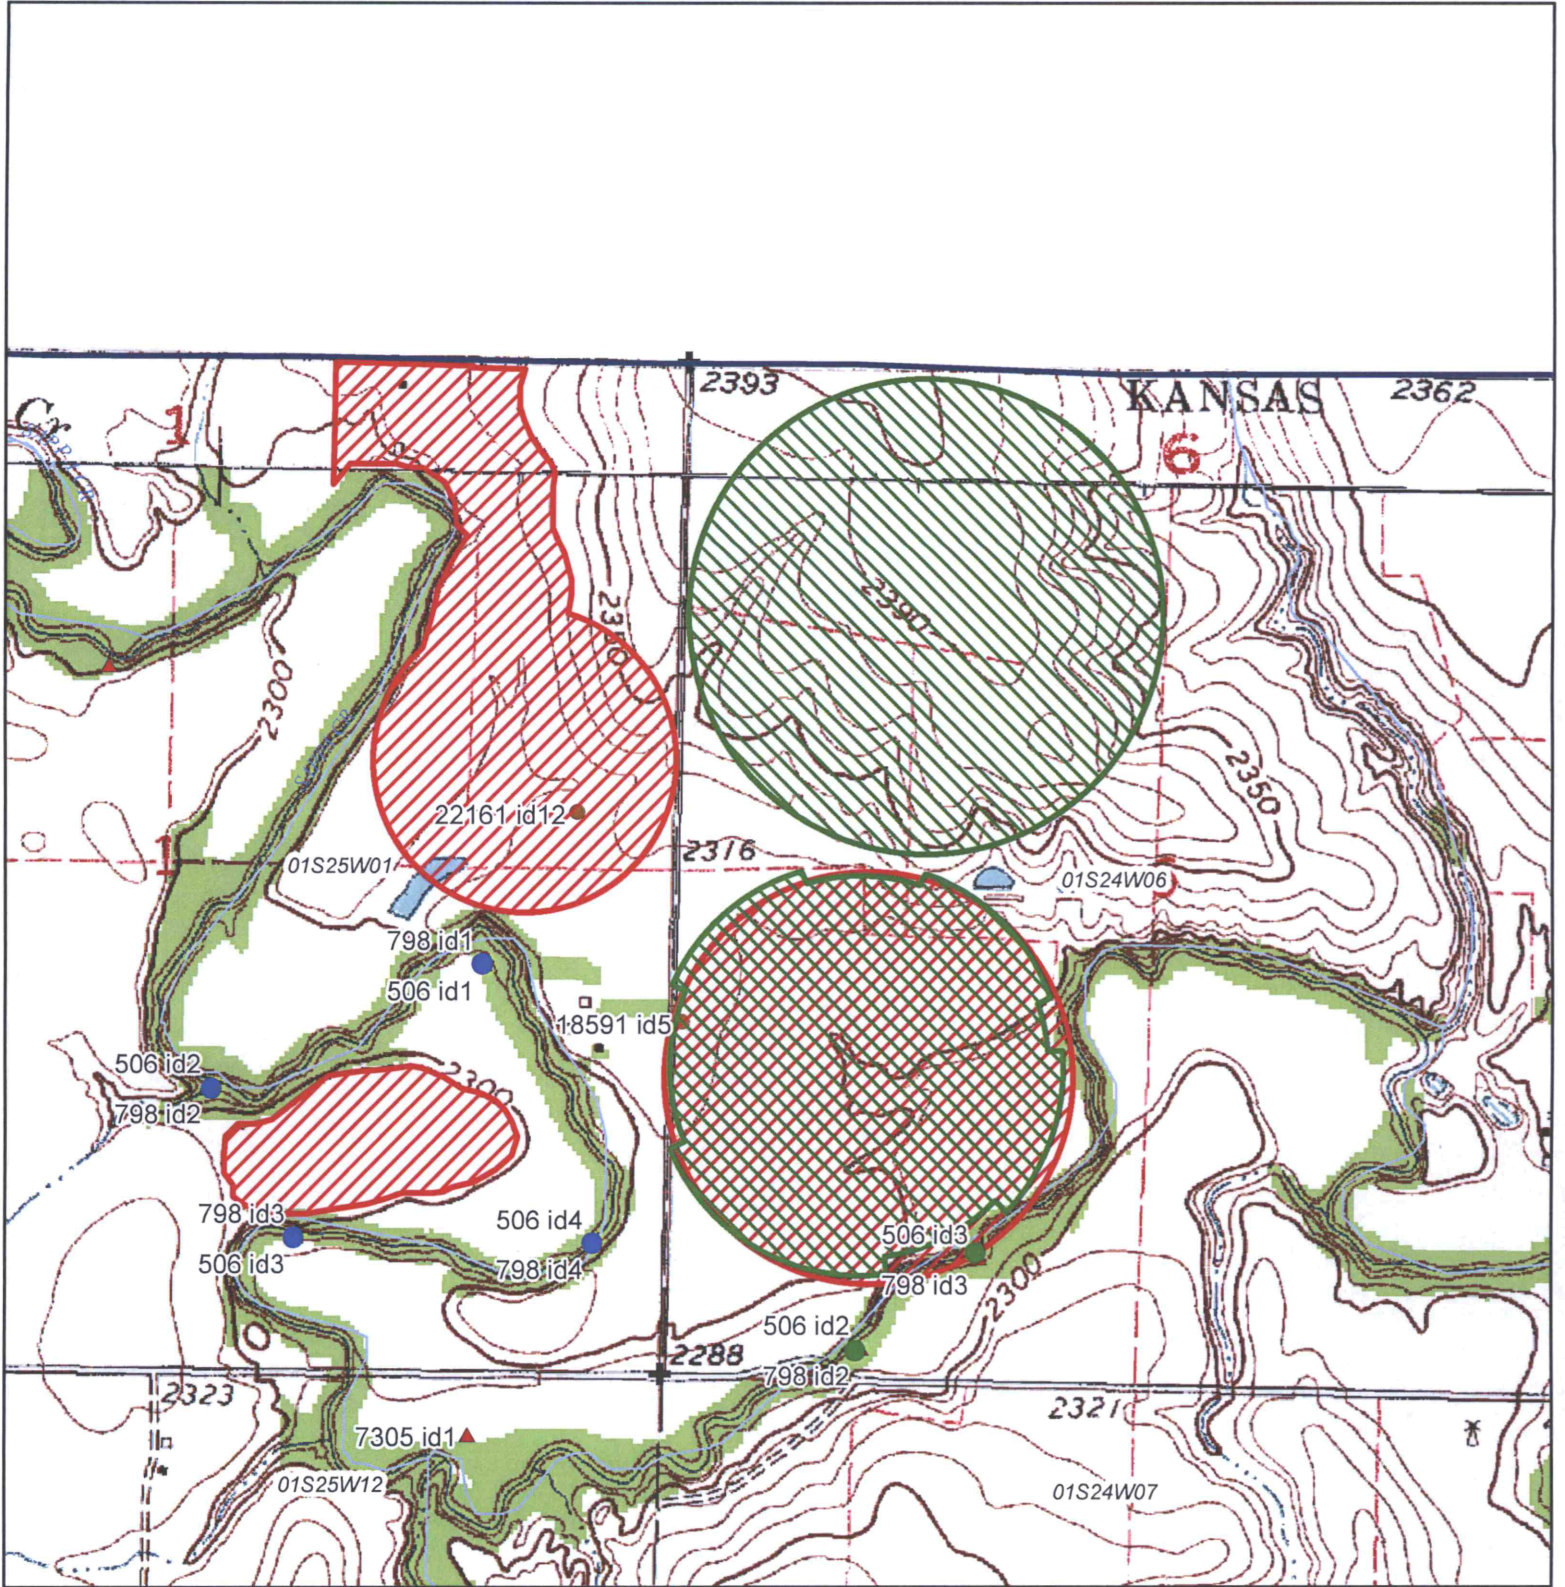 2393
KANSAS
2362
Cr
1
6
2390
2350
2300
2350
22161 id12
2316
01S25W01
01S24W06
1
798 id1
506 id1
18591 id5
506 id2
798 id2
2300
798 id3
506 id3
506 id4
798 id4
506 id3
798 id3
2300
506 id2
798 id2
2288
2323
2321
7305 id1
01S25W12
01S24W07